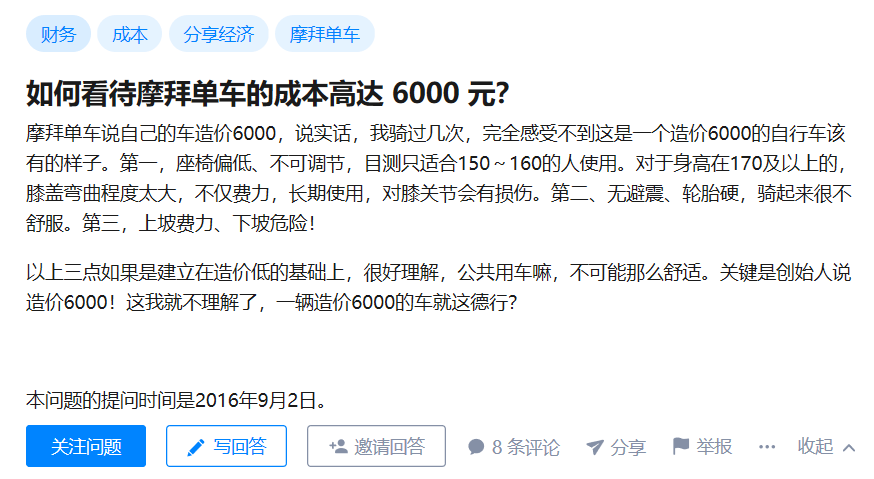 财务 成本 分享经济 摩拜单车
如何看待摩拜单车的成本高达 6000 元?
摩拜单车说自己的车造价6000，说实话，我骑过几次，完全感受不到这是一个造价6000的自行车该
有的样子。第一，座椅偏低、不可调节，目测只适合150～160的人使用。对于身高在170及以上的，
膝盖弯曲程度太大，不仅费力，长期使用，对膝关节会有损伤。第二、无避震、轮胎硬，骑起来很不
舒服。第三，上坡费力、下坡危险！
以上三点如果是建立在造价低的基础上，很好理解，公共用车嘛，不可能那么舒适。关键是创始人说
造价6000！这我就不理解了，一辆造价6000的车就这德行？
本问题的提问时间是2016年9月2日。
关注问题 写回答 邀请回答 8 条评论 分享 举报 ··· 收起